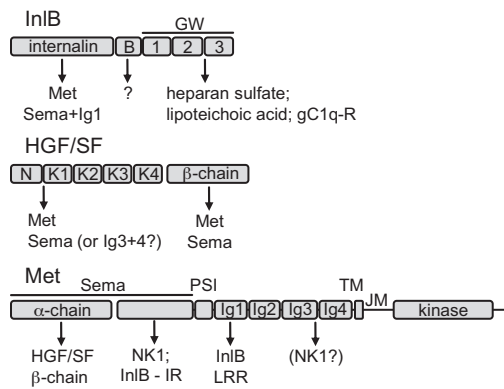 InlB
GW
internalin B 1 2 3
Met ? heparan sulfate;
Sema+Ig1 lipoteichoic acid; gC1q-R
HGF/SF
N K1 K2 K3 K4 β-chain
Met Met
Sema (or Ig3+4?) Sema
Met
Sema PSI TM
JM
α-chain Ig1 Ig2 Ig3 Ig4 kinase
HGF/SF NK1; InlB (NK1?)
β-chain InlB - IR LRR